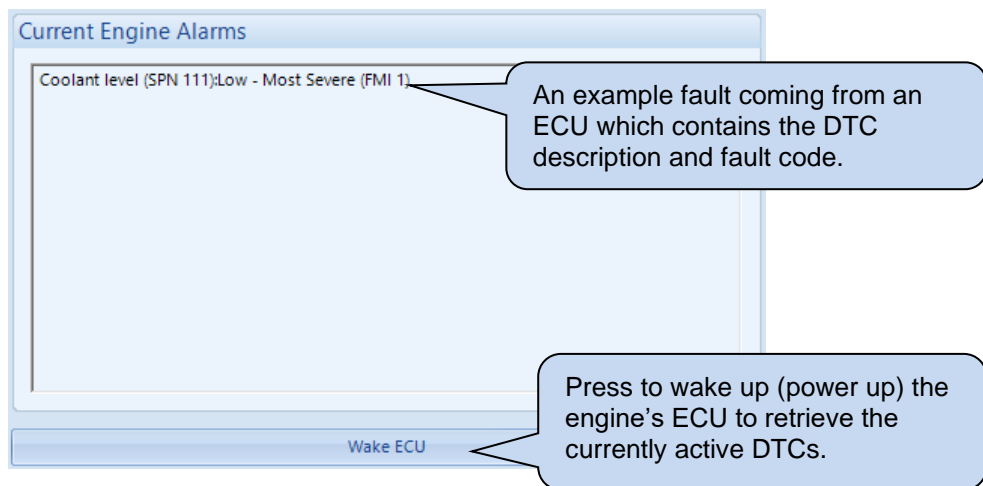 Current Engine Alarms
Coolant level (SPN 111):Low - Most Severe (FMI 1)
An example fault coming from an
ECU which contains the DTC
description and fault code.
Press to wake up (power up) the
engine’s ECU to retrieve the
currently active DTCs.
Wake ECU